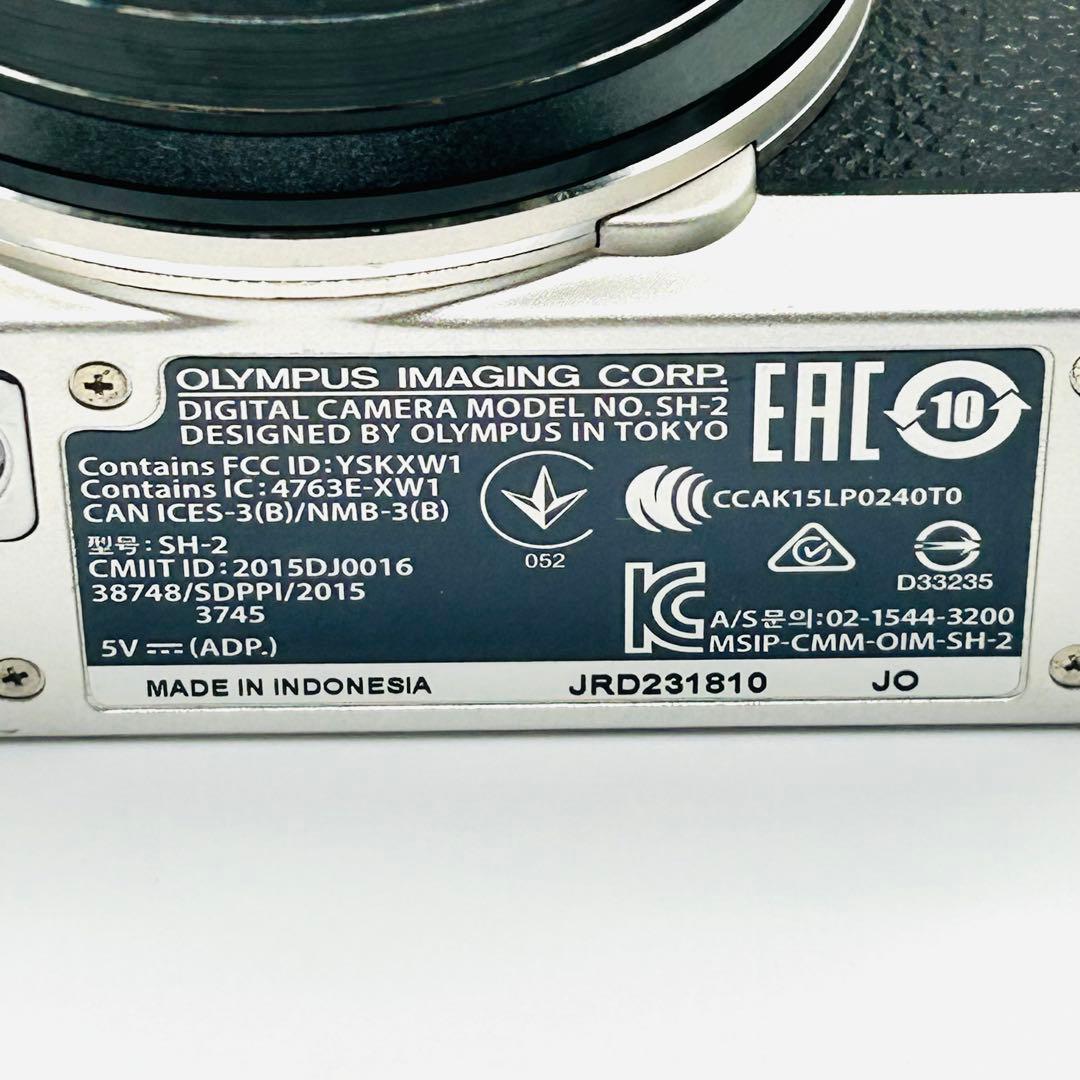 OLYMPUS IMAGING CORP.
DIGITAL CAMERA MODEL NO.SH-2
DESIGNED BY OLYMPUS IN TOKYO
EAC
10
Contains FCC ID:YSKXW1
Contains IC:4763E-XW1
CAN ICES-3(B)/NMB-3(B)
052
CCAK15LP0240T0
型号:SH-2
CMIIT ID:2015DJ0016
38748/SDPPI/2015
3745
D33235
A/S문의:02-1544-3200
MSIP-CMM-OIM-SH-2
5V ⎓ (ADP.)
MADE IN INDONESIA
JRD231810
JO